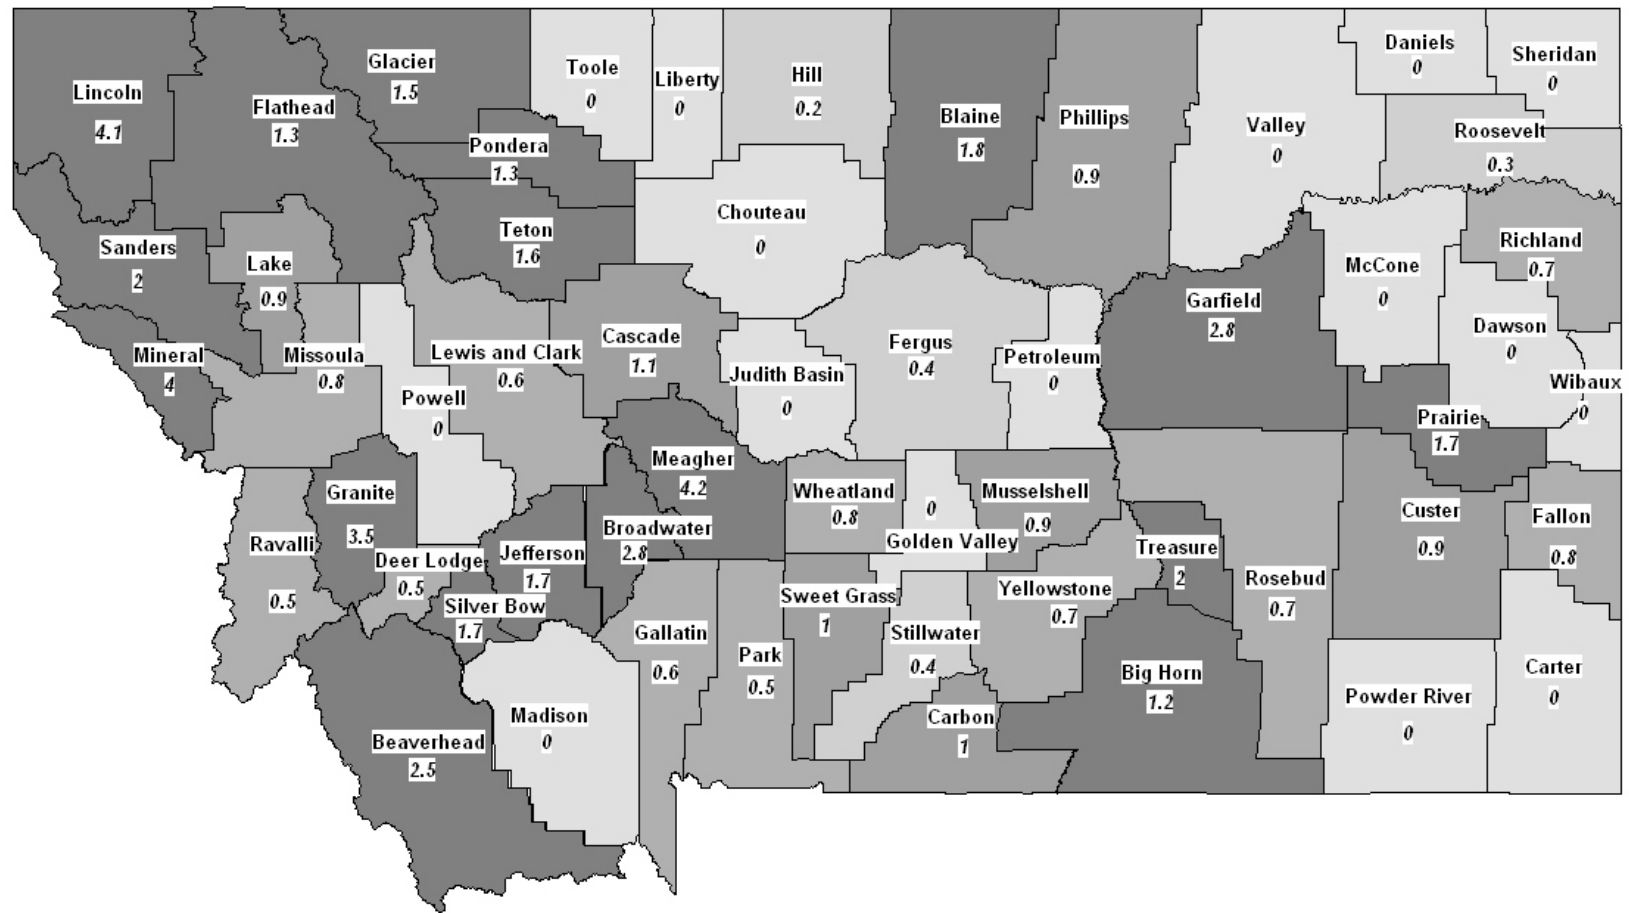 Lincoln
4.1
Flathead
1.3
Glacier
1.5
Toole
0
Liberty
0
Hill
0.2
Blaine
1.8
Phillips
0.9
Valley
0
Daniels
0
Sheridan
0
Roosevelt
0.3
Pondera
1.3
Teton
1.6
Chouteau
0
Sanders
2
Lake
0.9
Richland
0.7
McCone
0
Garfield
2.8
Dawson
0
Wibaux
0
Mineral
4
Missoula
0.8
Lewis and Clark
0.6
Cascade
1.1
Fergus
0.4
Petroleum
0
Judith Basin
0
Powell
0
Prairie
1.7
Meagher
4.2
Granite
3.5
Wheatland
0.8
0
Golden Valley
Musselshell
0.9
Custer
0.9
Fallon
0.8
Broadwater
2.8
Ravalli
0.5
Deer Lodge
0.5
Jefferson
1.7
Silver Bow
1.7
Treasure
2
Rosebud
0.7
Yellowstone
0.7
Sweet Grass
1
Stillwater
0.4
Gallatin
0.6
Park
0.5
Big Horn
1.2
Carter
0
Powder River
0
Carbon
1
Madison
0
Beaverhead
2.5